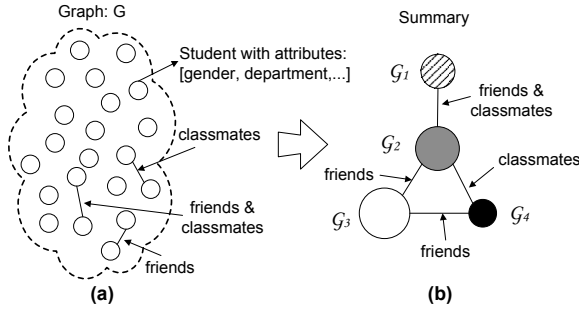 Graph: G
Student with attributes:
[gender, department,...]
classmates
friends &
classmates
friends
(a)
Summary
G1
friends &
classmates
G2
friends
classmates
G3
G4
friends
(b)